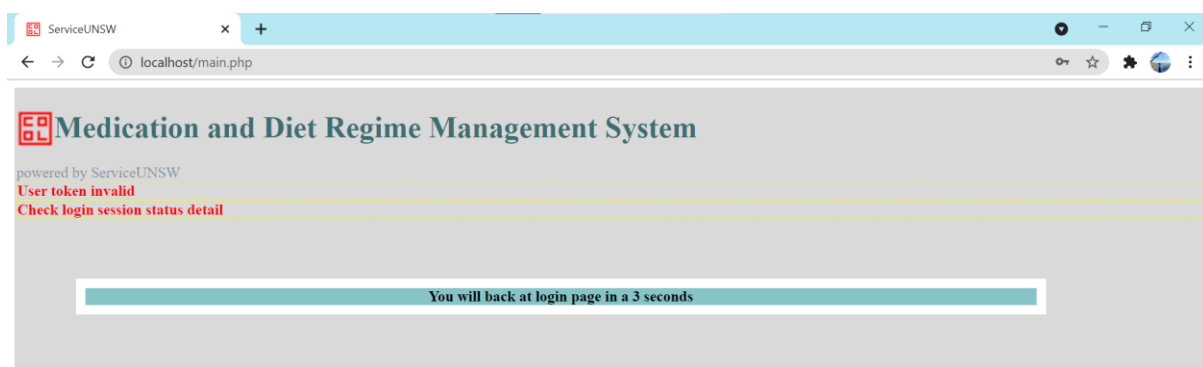 ServiceUNSW
localhost/main.php
Medication and Diet Regime Management System
powered by ServiceUNSW
User token invalid
Check login session status detail
You will back at login page in a 3 seconds